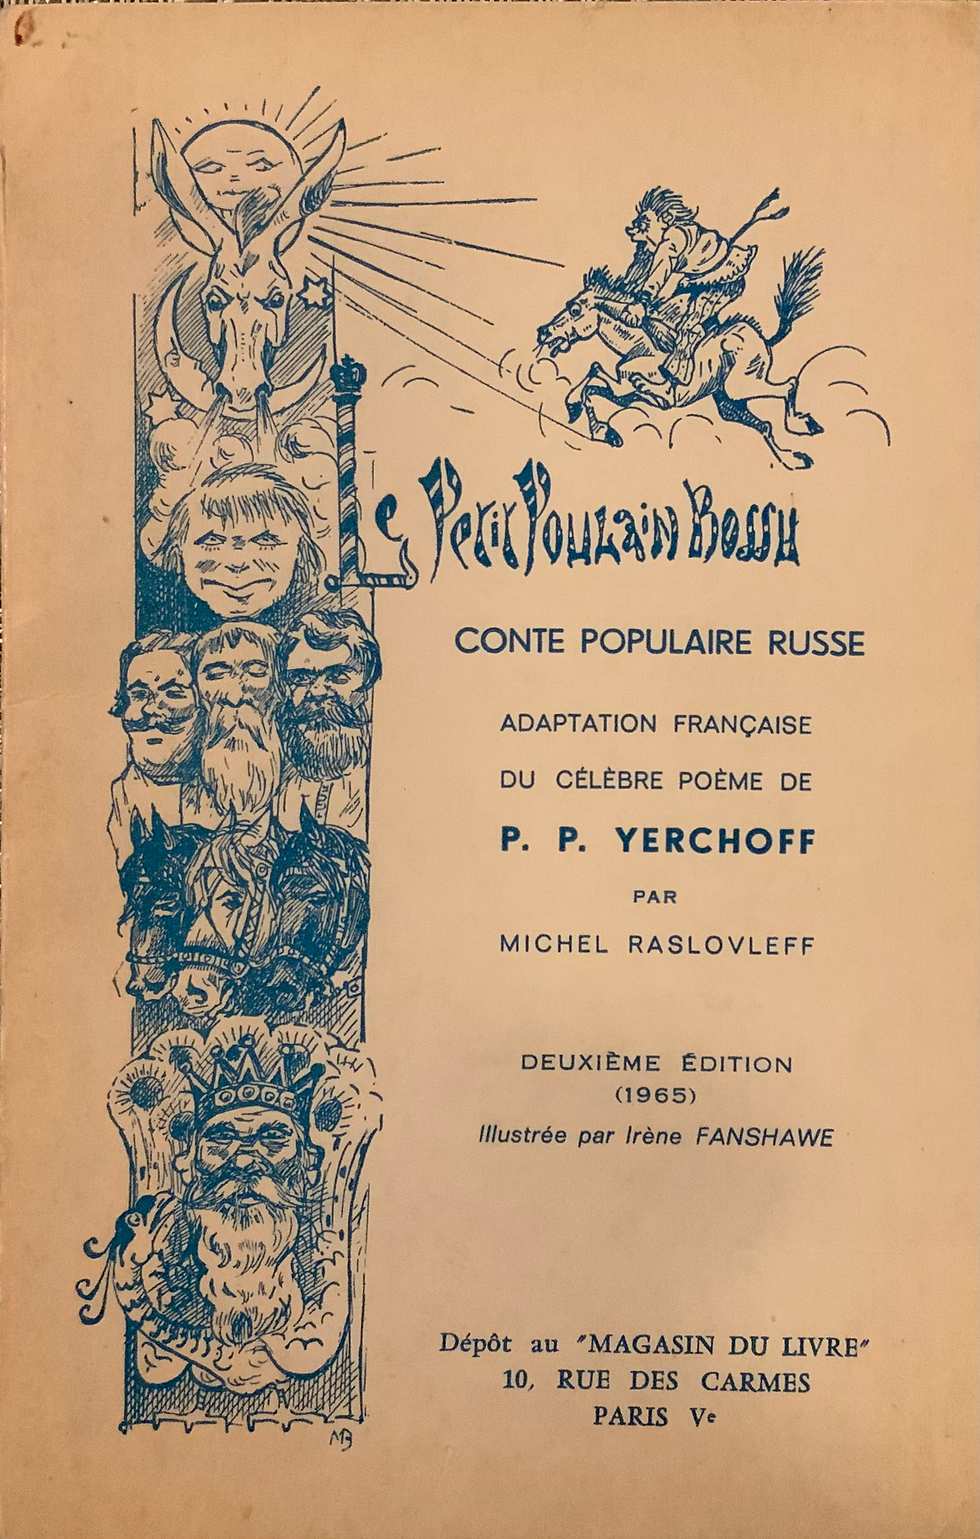 Le Petit Poulain Bossu
CONTE POPULAIRE RUSSE
ADAPTATION FRANÇAISE
DU CÉLÈBRE POÈME DE
P. P. YERCHOFF
PAR
MICHEL RASLOVLEFF
DEUXIÈME ÉDITION
(1965)
Illustrée par Irène FANSHAWE
Dépôt au "MAGASIN DU LIVRE"
10, RUE DES CARMES
PARIS Ve